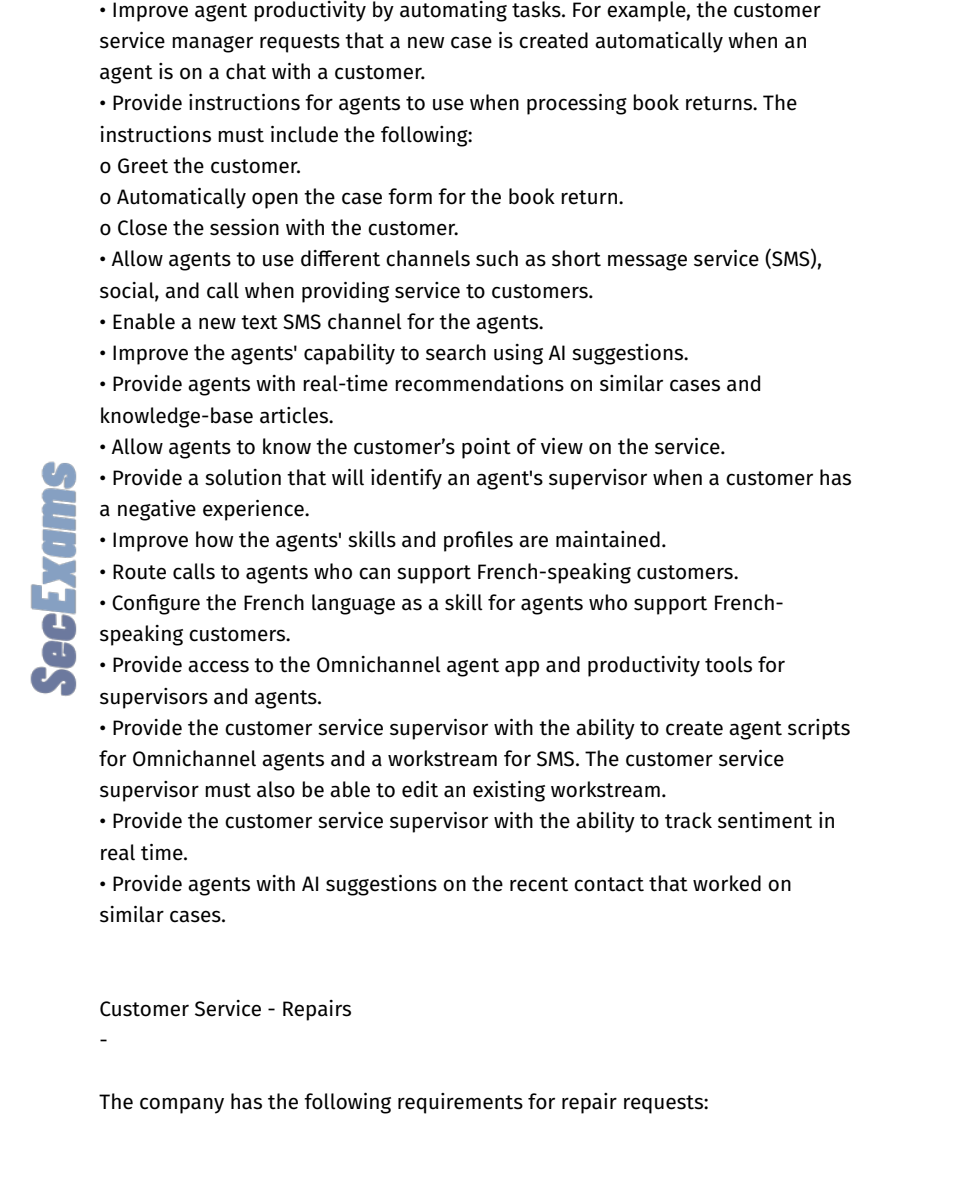 • Improve agent productivity by automating tasks. For example, the customer
service manager requests that a new case is created automatically when an
agent is on a chat with a customer.
• Provide instructions for agents to use when processing book returns. The
instructions must include the following:
o Greet the customer.
o Automatically open the case form for the book return.
o Close the session with the customer.
• Allow agents to use different channels such as short message service (SMS),
social, and call when providing service to customers.
• Enable a new text SMS channel for the agents.
• Improve the agents' capability to search using AI suggestions.
• Provide agents with real-time recommendations on similar cases and
knowledge-base articles.
• Allow agents to know the customer’s point of view on the service.
• Provide a solution that will identify an agent's supervisor when a customer has
a negative experience.
• Improve how the agents' skills and profiles are maintained.
• Route calls to agents who can support French-speaking customers.
• Configure the French language as a skill for agents who support French-
speaking customers.
• Provide access to the Omnichannel agent app and productivity tools for
supervisors and agents.
• Provide the customer service supervisor with the ability to create agent scripts
for Omnichannel agents and a workstream for SMS. The customer service
supervisor must also be able to edit an existing workstream.
• Provide the customer service supervisor with the ability to track sentiment in
real time.
• Provide agents with AI suggestions on the recent contact that worked on
similar cases.
Customer Service - Repairs
-
The company has the following requirements for repair requests:
SecExams